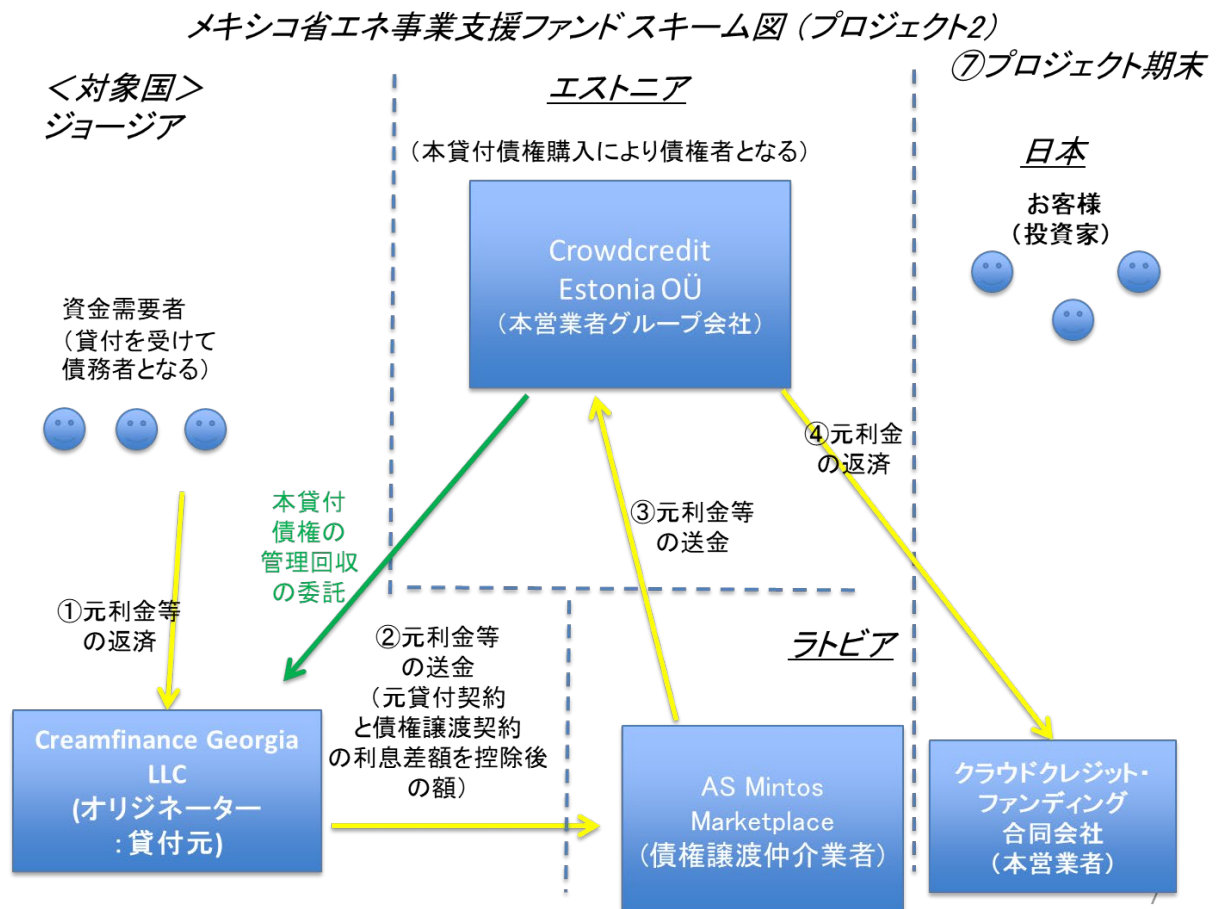 メキシコ省エネ事業支援ファンド スキーム図 (プロジェクト2)
⑦プロジェクト期末
＜対象国＞
ジョージア
エストニア
日本
（本貸付債権購入により債権者となる）
お客様
（投資家）
Crowdcredit
Estonia OÜ
（本営業者グループ会社）
資金需要者
（貸付を受けて
債務者となる）
①元利金等
の返済
本貸付
債権の
管理回収
の委託
②元利金等
の送金
（元貸付契約
と債権譲渡契約
の利息差額を控除後
の額）
③元利金等
の送金
④元利金
の返済
ラトビア
Creamfinance Georgia
LLC
(オリジネーター
：貸付元)
AS Mintos
Marketplace
（債権譲渡仲介業者）
クラウドクレジット・
ファンディング
合同会社
（本営業者）